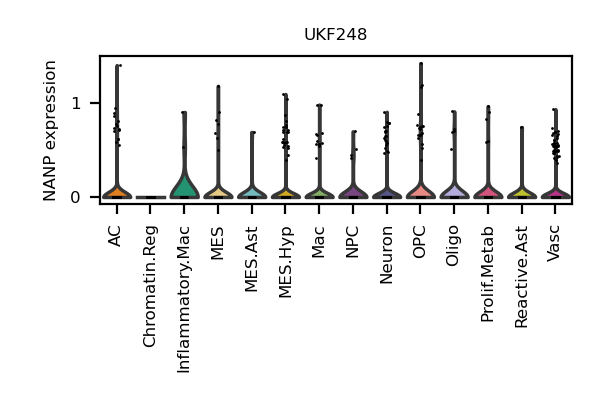 UKF248
NANP expression
1
0
AC
Chromatin.Reg
Inflammatory.Mac
MES
MES.Ast
MES.Hyp
Mac
NPC
Neuron
OPC
Oligo
Prolif.Metab
Reactive.Ast
Vasc